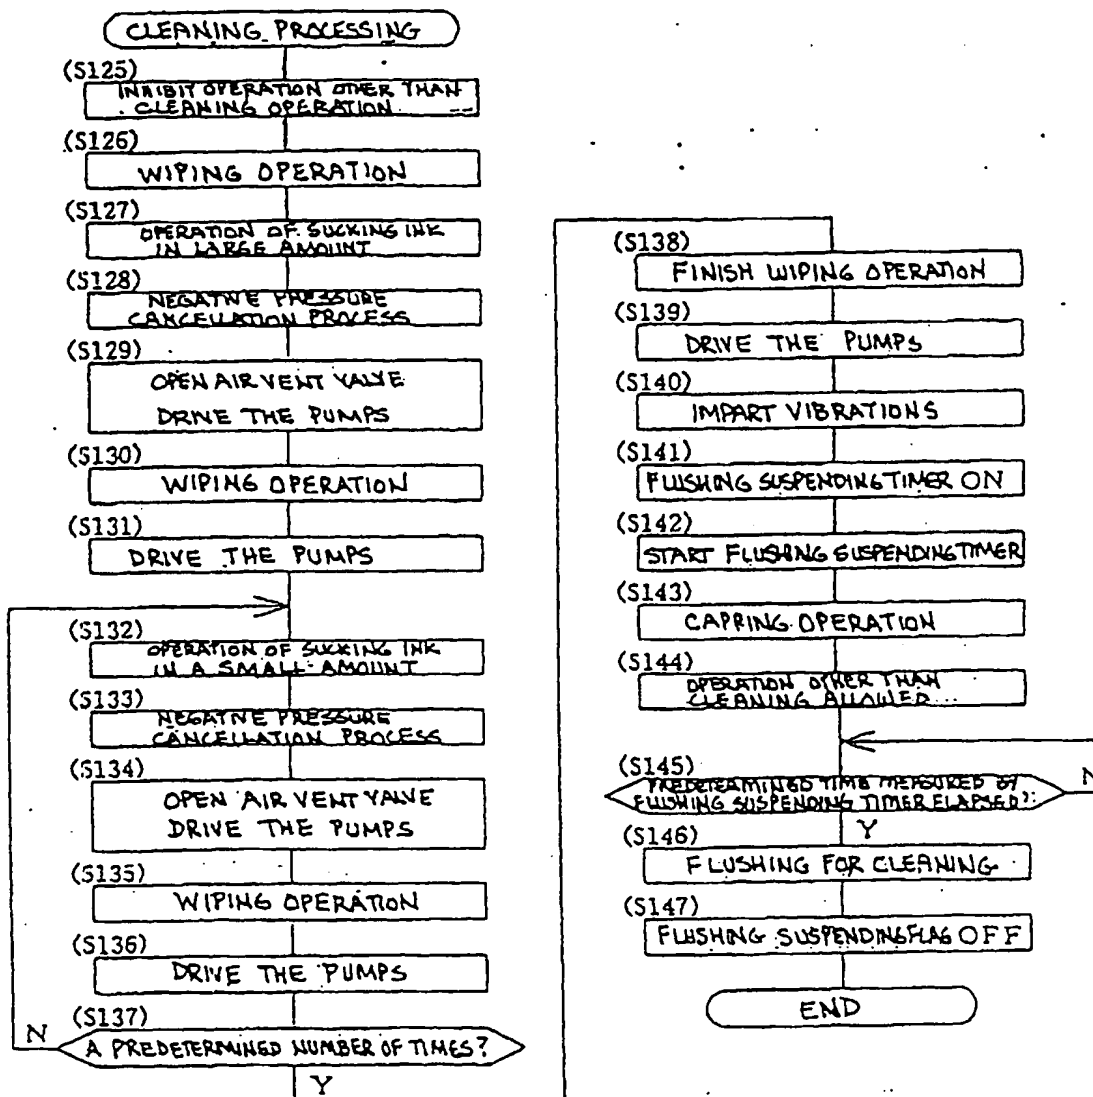 CLEANING PROCESSING
(S125)
INHIBIT OPERATION OTHER THAN
CLEANING OPERATION
(S126)
WIPING OPERATION
(S127)
OPERATION OF SUCKING INK
IN LARGE AMOUNT
(S128)
NEGATIVE PRESSURE
CANCELLATION PROCESS
(S129)
OPEN AIR VENT VALVE
DRIVE THE PUMPS
(S130)
WIPING OPERATION
(S131)
DRIVE THE PUMPS
(S132)
OPERATION OF SUCKING INK
IN A SMALL AMOUNT
(S133)
NEGATIVE PRESSURE
CANCELLATION PROCESS
(S134)
OPEN AIR VENT VALVE
DRIVE THE PUMPS
(S135)
WIPING OPERATION
(S136)
DRIVE THE PUMPS
(S137)
N
A PREDETERMINED NUMBER OF TIMES?
Y
(S138)
FINISH WIPING OPERATION
(S139)
DRIVE THE PUMPS
(S140)
IMPART VIBRATIONS
(S141)
FLUSHING SUSPENDING TIMER ON
(S142)
START FLUSHING SUSPENDING TIMER
(S143)
CAPPING OPERATION
(S144)
OPERATION OTHER THAN
CLEANING ALLOWED
(S145)
PREDETERMINED TIME MEASURED BY
FLUSHING SUSPENDING TIMER ELAPSED?
N
Y
(S146)
FLUSHING FOR CLEANING
(S147)
FLUSHING SUSPENDING FLAG OFF
END